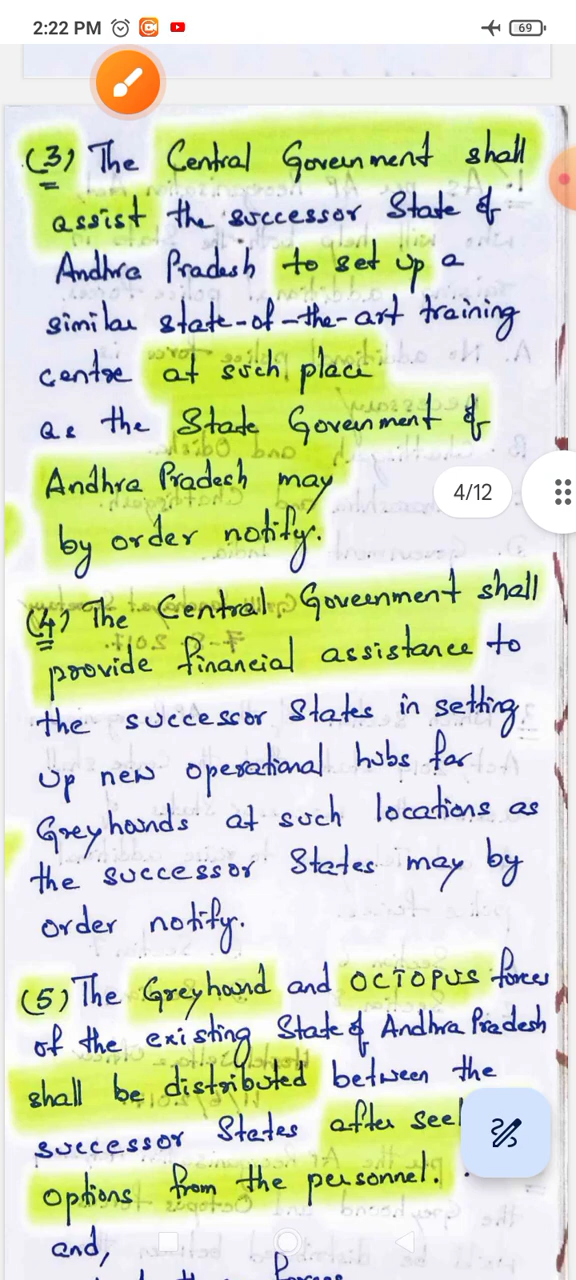 2:22 PM
69
(3) The Central Government shall
assist the successor State of
Andhra Pradesh to set up a
similar state-of-the-art training
centre at such place
as the State Government of
Andhra Pradesh may
4/12
by order notify.
(4) The Central Government shall
provide financial assistance to
the successor States in setting
up new operational hubs for
Greyhounds at such locations as
the successor States may by
order notify.
(5) The Greyhound and OCTOPUS forces
of the existing State of Andhra Pradesh
shall be distributed between the
successor States after
options from the personnel.
and,